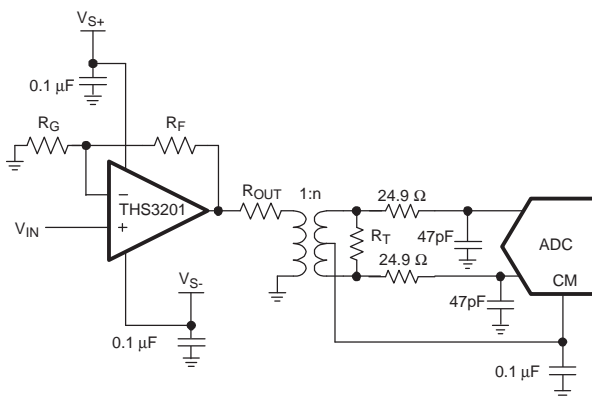 VS+
0.1 μF
RG
RF
ROUT
1:n
24.9 Ω
−
THS3201
+
VIN
RT
47pF
ADC
24.9 Ω
CM
VS-
47pF
0.1 μF
0.1 μF